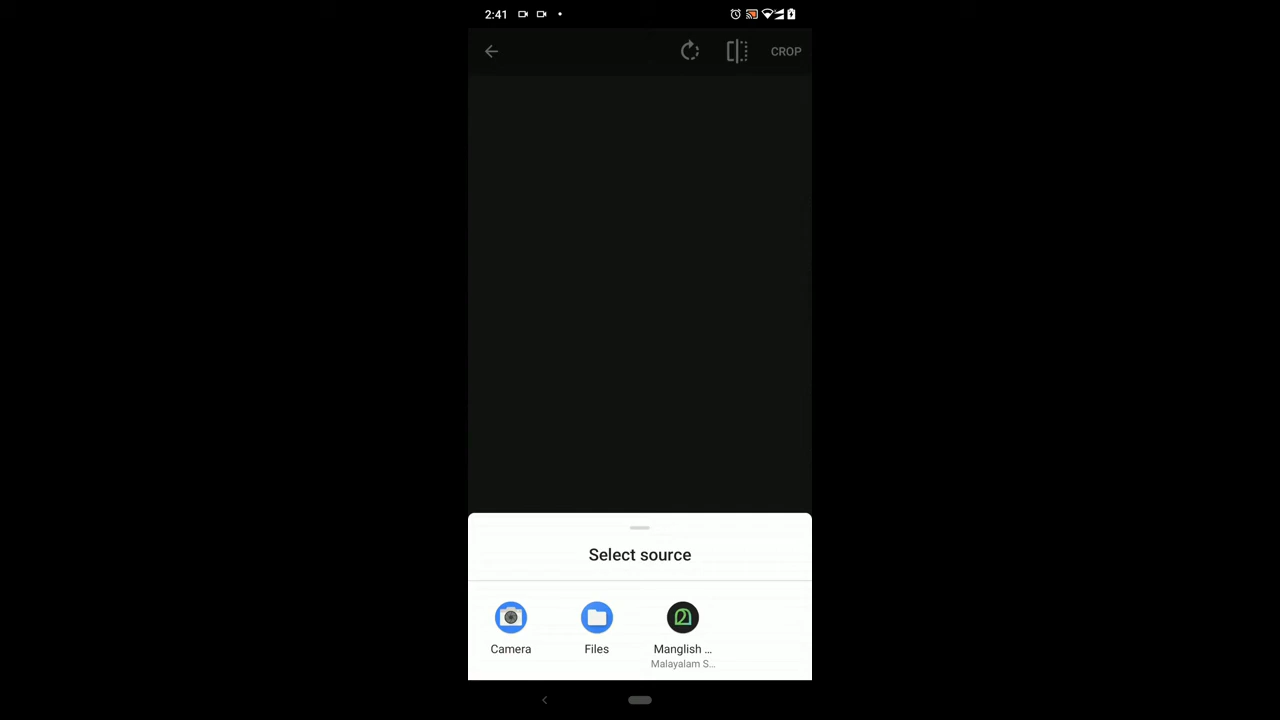 2:41
CROP
Select source
Camera
Files
Manglish ...
Malayalam S...